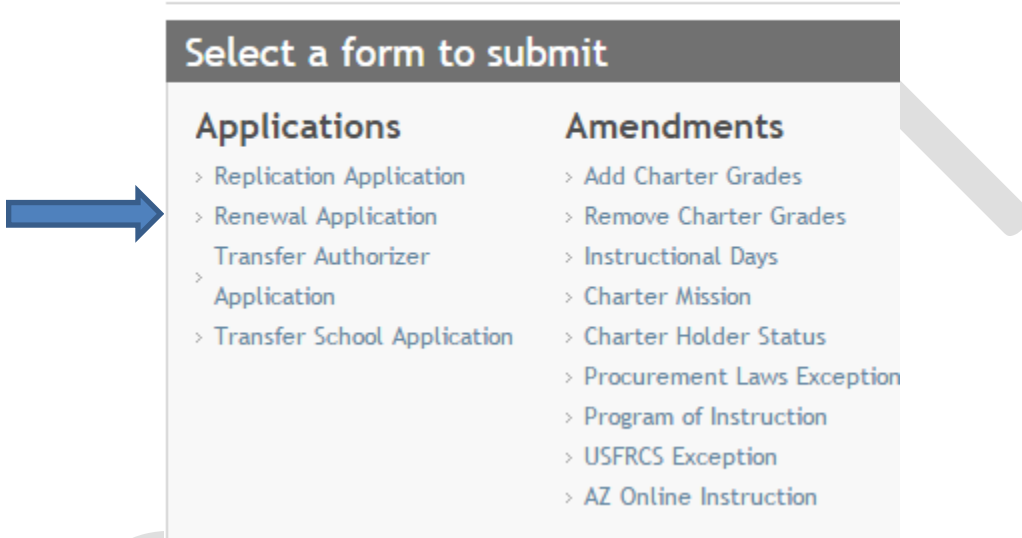 Select a form to submit
Applications
Replication Application
Renewal Application
Transfer Authorizer
Application
Transfer School Application
Amendments
Add Charter Grades
Remove Charter Grades
Instructional Days
Charter Mission
Charter Holder Status
Procurement Laws Exception
Program of Instruction
USFRCS Exception
AZ Online Instruction